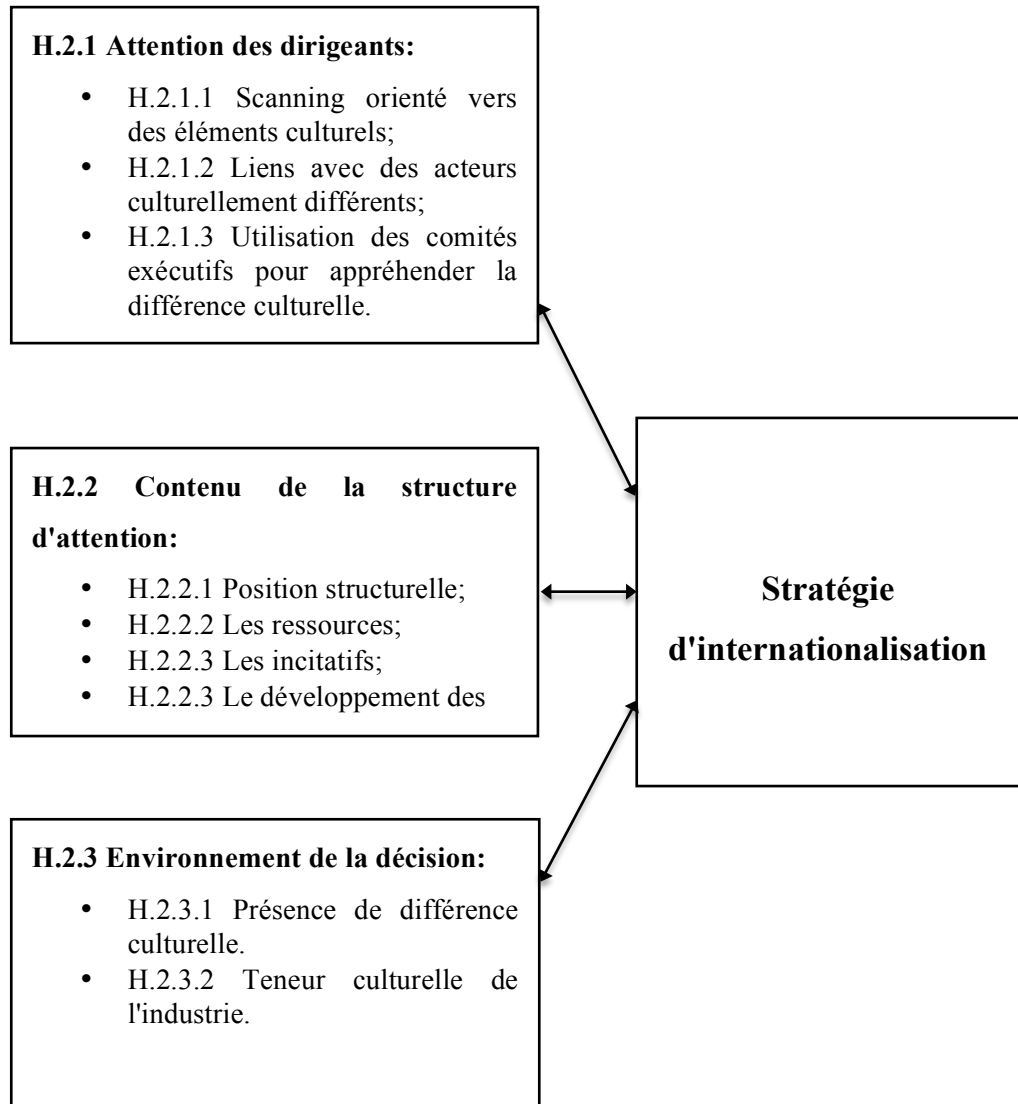 H.2.1 Attention des dirigeants:
• H.2.1.1 Scanning orienté vers
des éléments culturels;
• H.2.1.2 Liens avec des acteurs
culturellement différents;
• H.2.1.3 Utilisation des comités
exécutifs pour appréhender la
différence culturelle.
H.2.2 Contenu de la structure
d'attention:
• H.2.2.1 Position structurelle;
• H.2.2.2 Les ressources;
• H.2.2.3 Les incitatifs;
• H.2.2.3 Le développement des
H.2.3 Environnement de la décision:
• H.2.3.1 Présence de différence
culturelle.
• H.2.3.2 Teneur culturelle de
l'industrie.
Stratégie
d'internationalisation